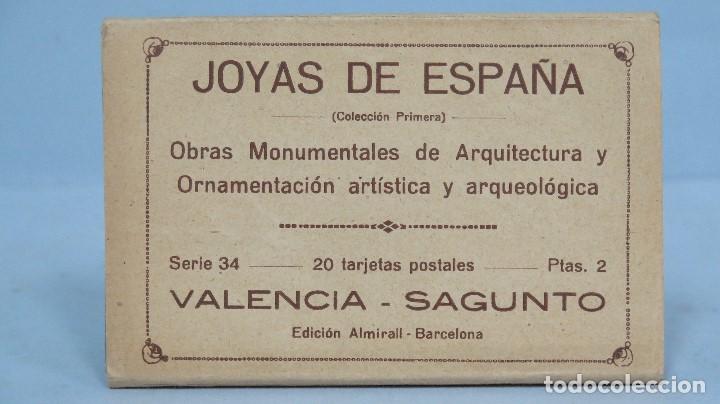 JOYAS DE ESPAÑA
(Colección Primera)
Obras Monumentales de Arquitectura y
Ornamentación artística y arqueológica
Serie 34 — 20 tarjetas postales — Ptas. 2
VALENCIA - SAGUNTO
Edición Almirall - Barcelona
todocoleccion.net